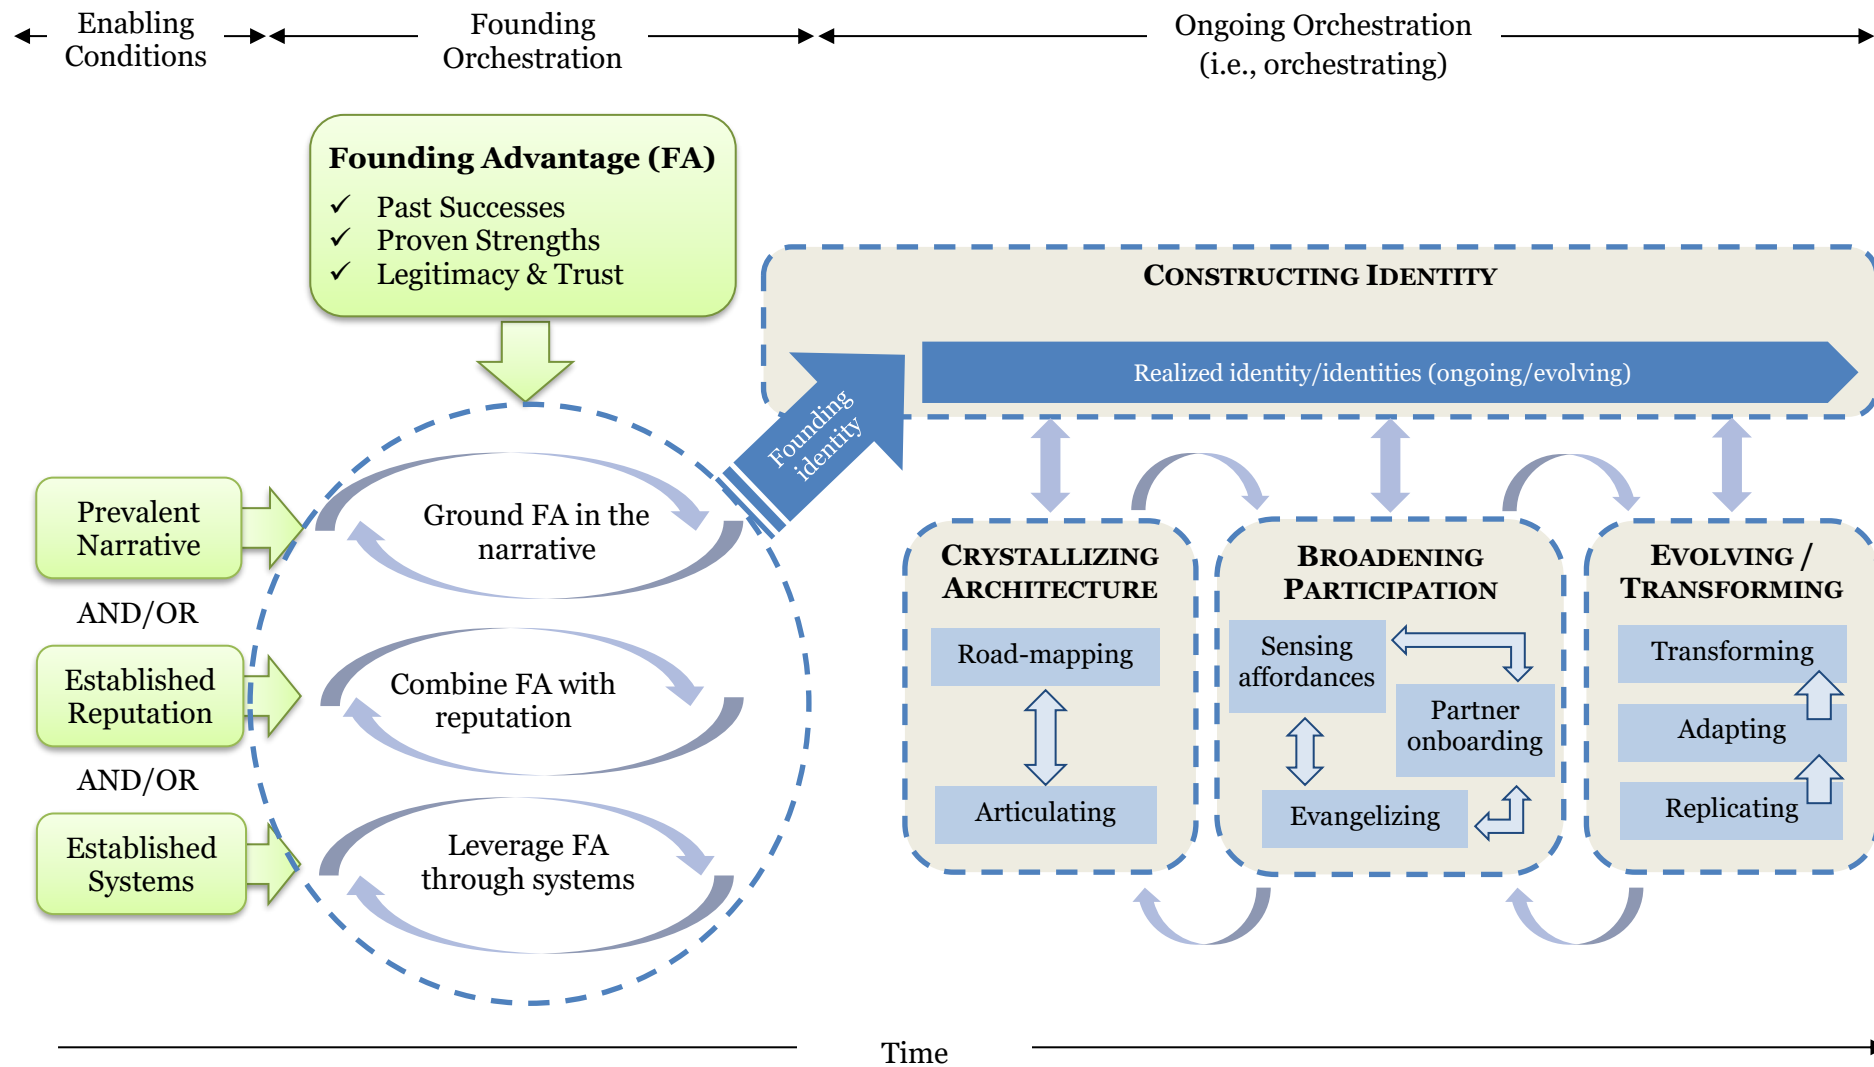 Enabling
Conditions
Founding
Orchestration
Ongoing Orchestration
(i.e., orchestrating)
Founding Advantage (FA)
✓ Past Successes
✓ Proven Strengths
✓ Legitimacy & Trust
Prevalent
Narrative
AND/OR
Established
Reputation
AND/OR
Established
Systems
Ground FA in the
narrative
Combine FA with
reputation
Leverage FA
through systems
Founding
identity
CONSTRUCTING IDENTITY
Realized identity/identities (ongoing/evolving)
CRYSTALLIZING
ARCHITECTURE
Road-mapping
Articulating
BROADENING
PARTICIPATION
Sensing
affordances
Partner
onboarding
Evangelizing
EVOLVING /
TRANSFORMING
Transforming
Adapting
Replicating
Time